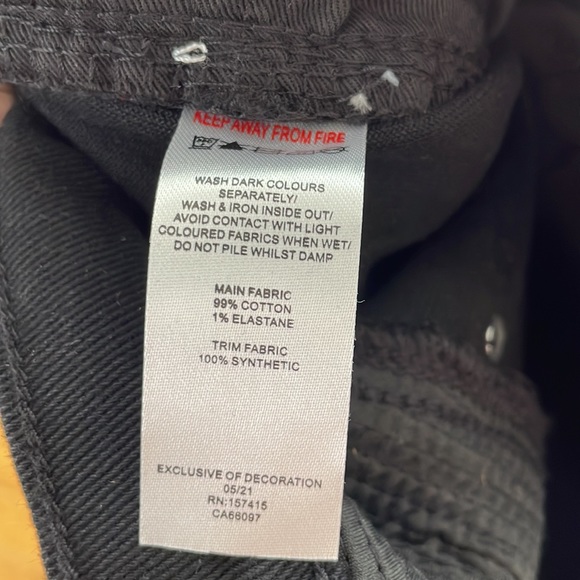 KEEP AWAY FROM FIRE
WASH DARK COLOURS
SEPARATELY/
WASH & IRON INSIDE OUT/
AVOID CONTACT WITH LIGHT
COLOURED FABRICS WHEN WET/
DO NOT PILE WHILST DAMP
MAIN FABRIC
99% COTTON
1% ELASTANE
TRIM FABRIC
100% SYNTHETIC
EXCLUSIVE OF DECORATION
05/21
RN:157415
CA66097